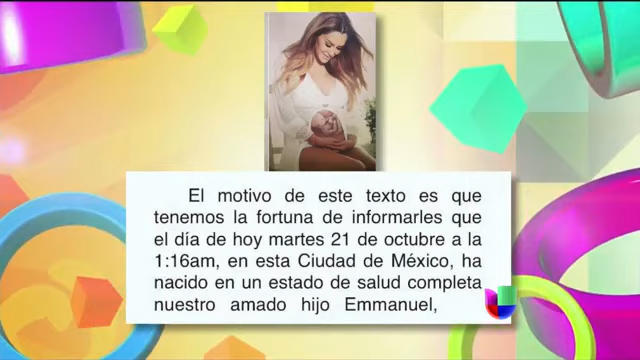 El motivo de este texto es que
tenemos la fortuna de informarles que
el día de hoy martes 21 de octubre a la
1:16am, en esta Ciudad de México, ha
nacido en un estado de salud completa
nuestro amado hijo Emmanuel,